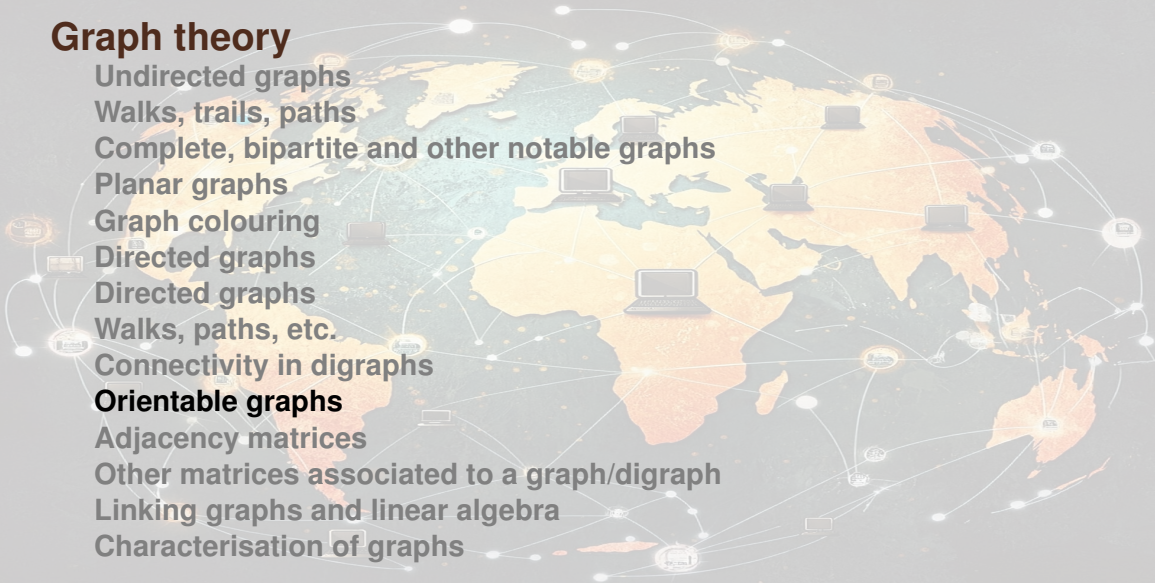 Graph theory
Undirected graphs
Walks, trails, paths
Complete, bipartite and other notable graphs
Planar graphs
Graph colouring
Directed graphs
Directed graphs
Walks, paths, etc.
Connectivity in digraphs
Orientable graphs
Adjacency matrices
Other matrices associated to a graph/digraph
Linking graphs and linear algebra
Characterisation of graphs